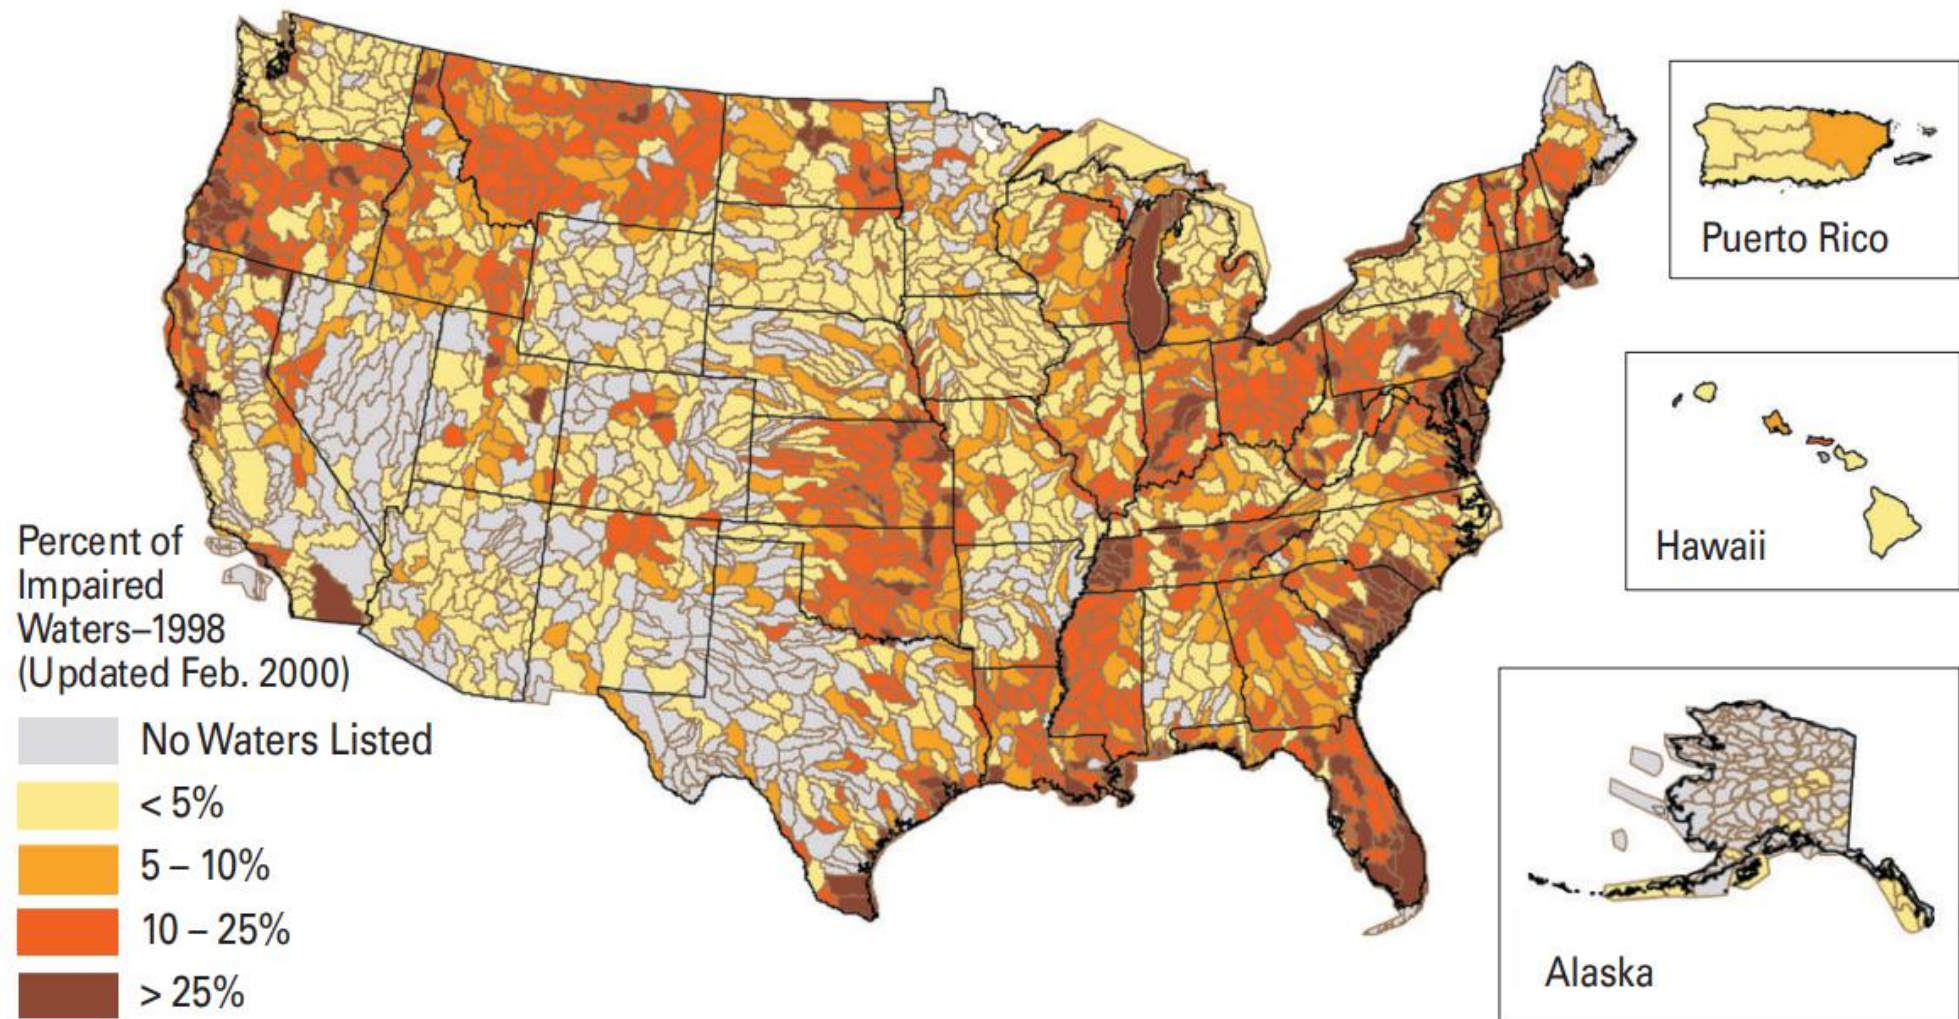 Puerto Rico
Hawaii
Percent of
Impaired
Waters–1998
(Updated Feb. 2000)
No Waters Listed
< 5%
5 – 10%
10 – 25%
> 25%
Alaska